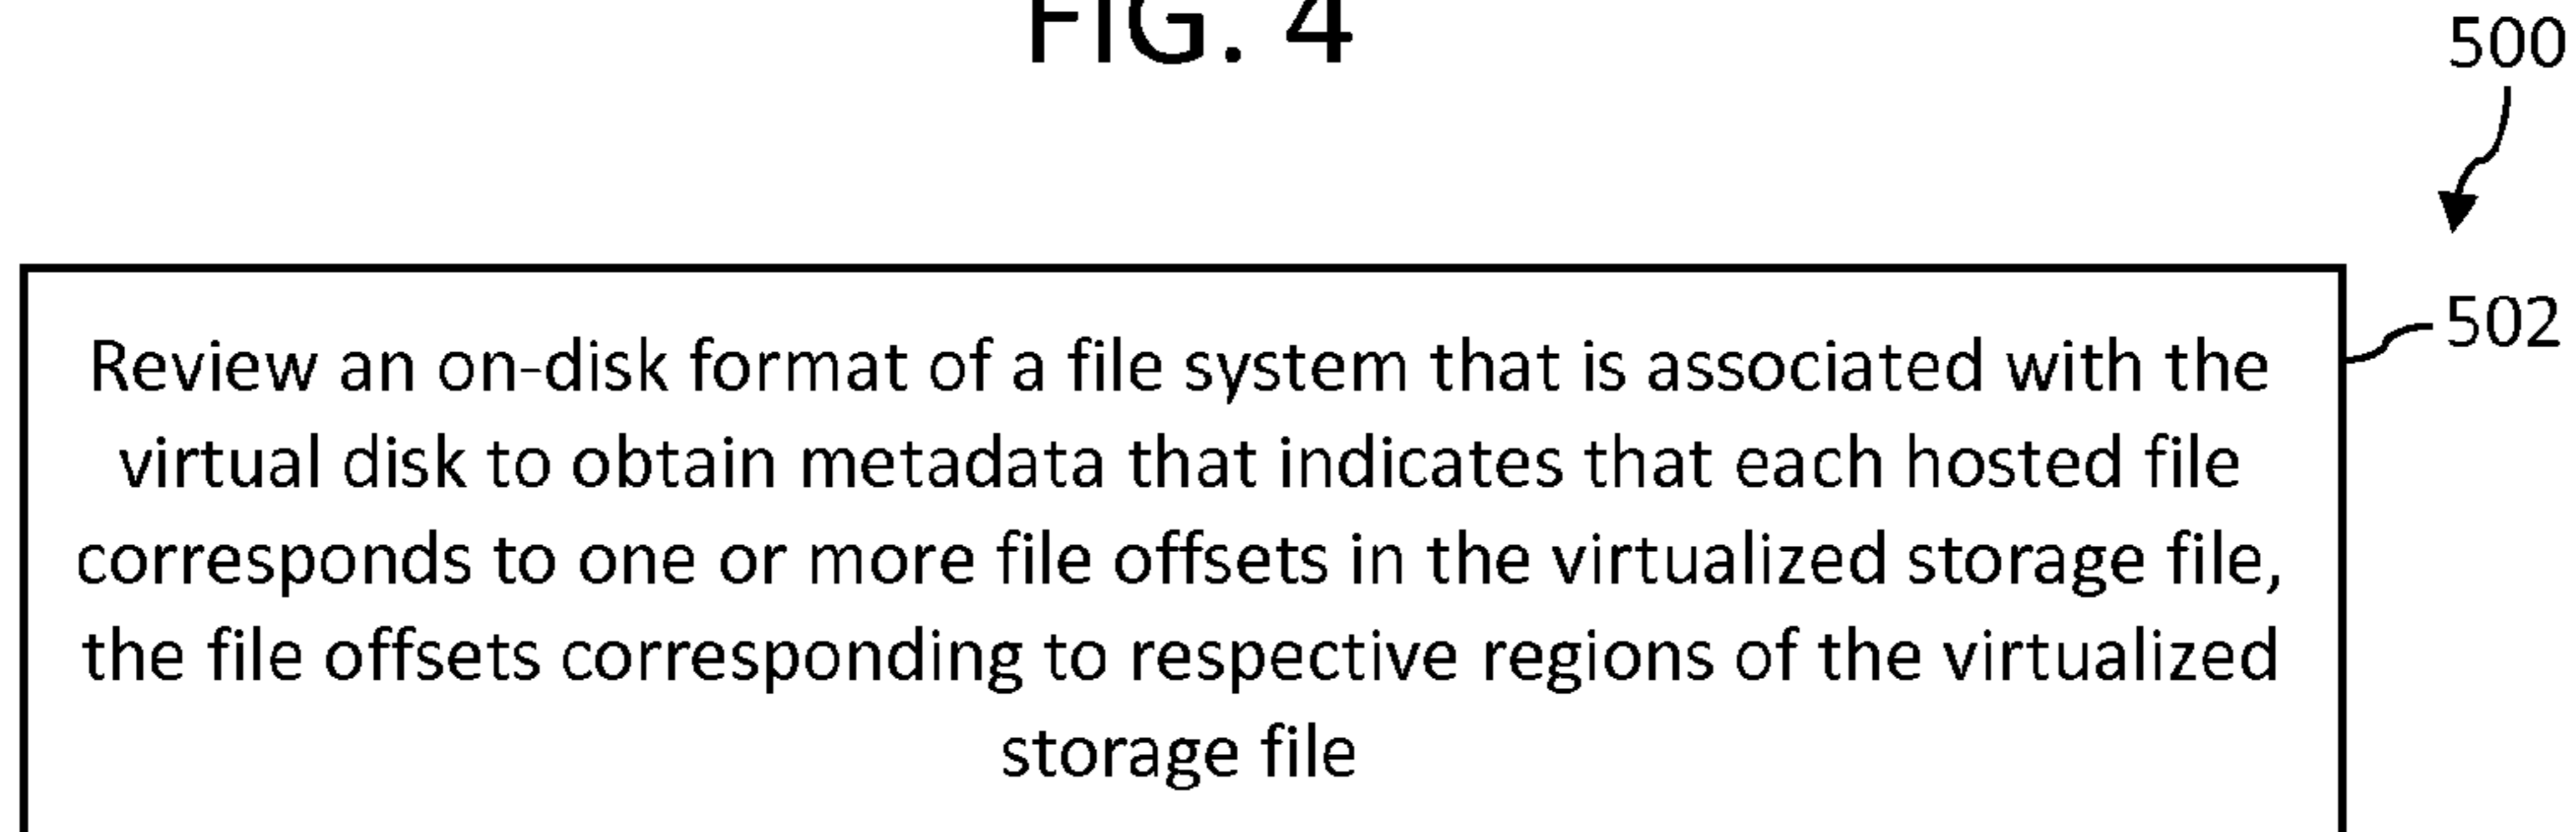 FIG. 4
500
502
Review an on-disk format of a file system that is associated with the
virtual disk to obtain metadata that indicates that each hosted file
corresponds to one or more file offsets in the virtualized storage file,
the file offsets corresponding to respective regions of the virtualized
storage file